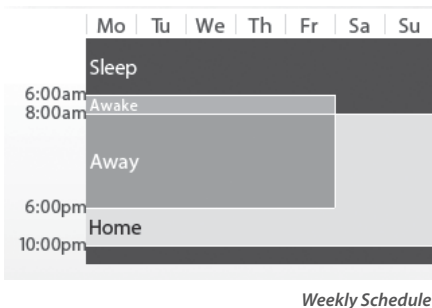 Mo Tu We Th Fr Sa Su
Sleep
6:00am
Awake
8:00am
Away
6:00pm
Home
10:00pm
Weekly Schedule